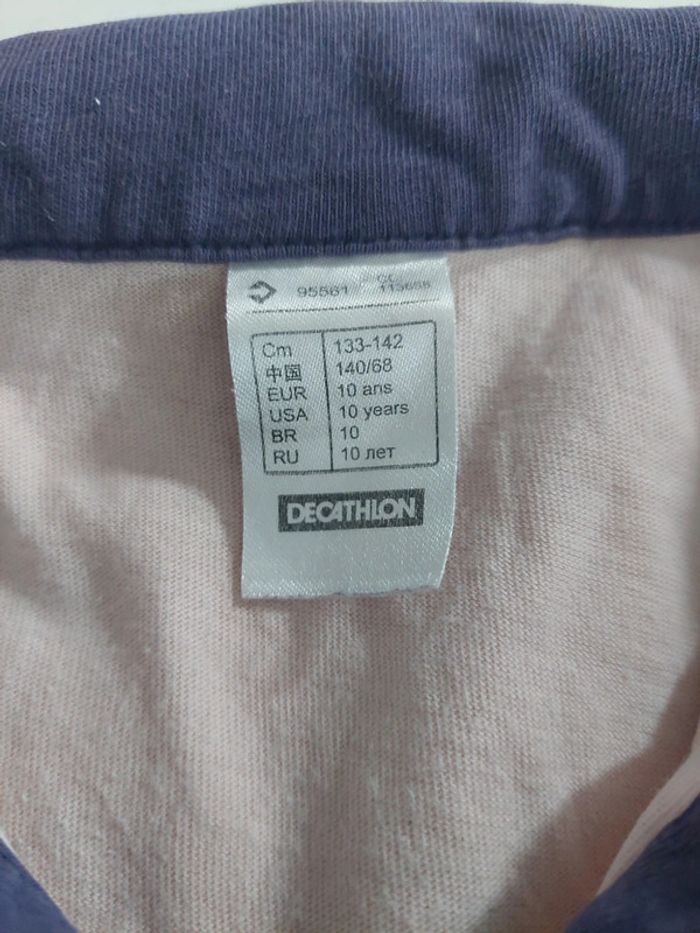 95561
Cm 133-142
中国 140/68
EUR 10 ans
USA 10 years
BR 10
RU 10 лет
DECATHLON